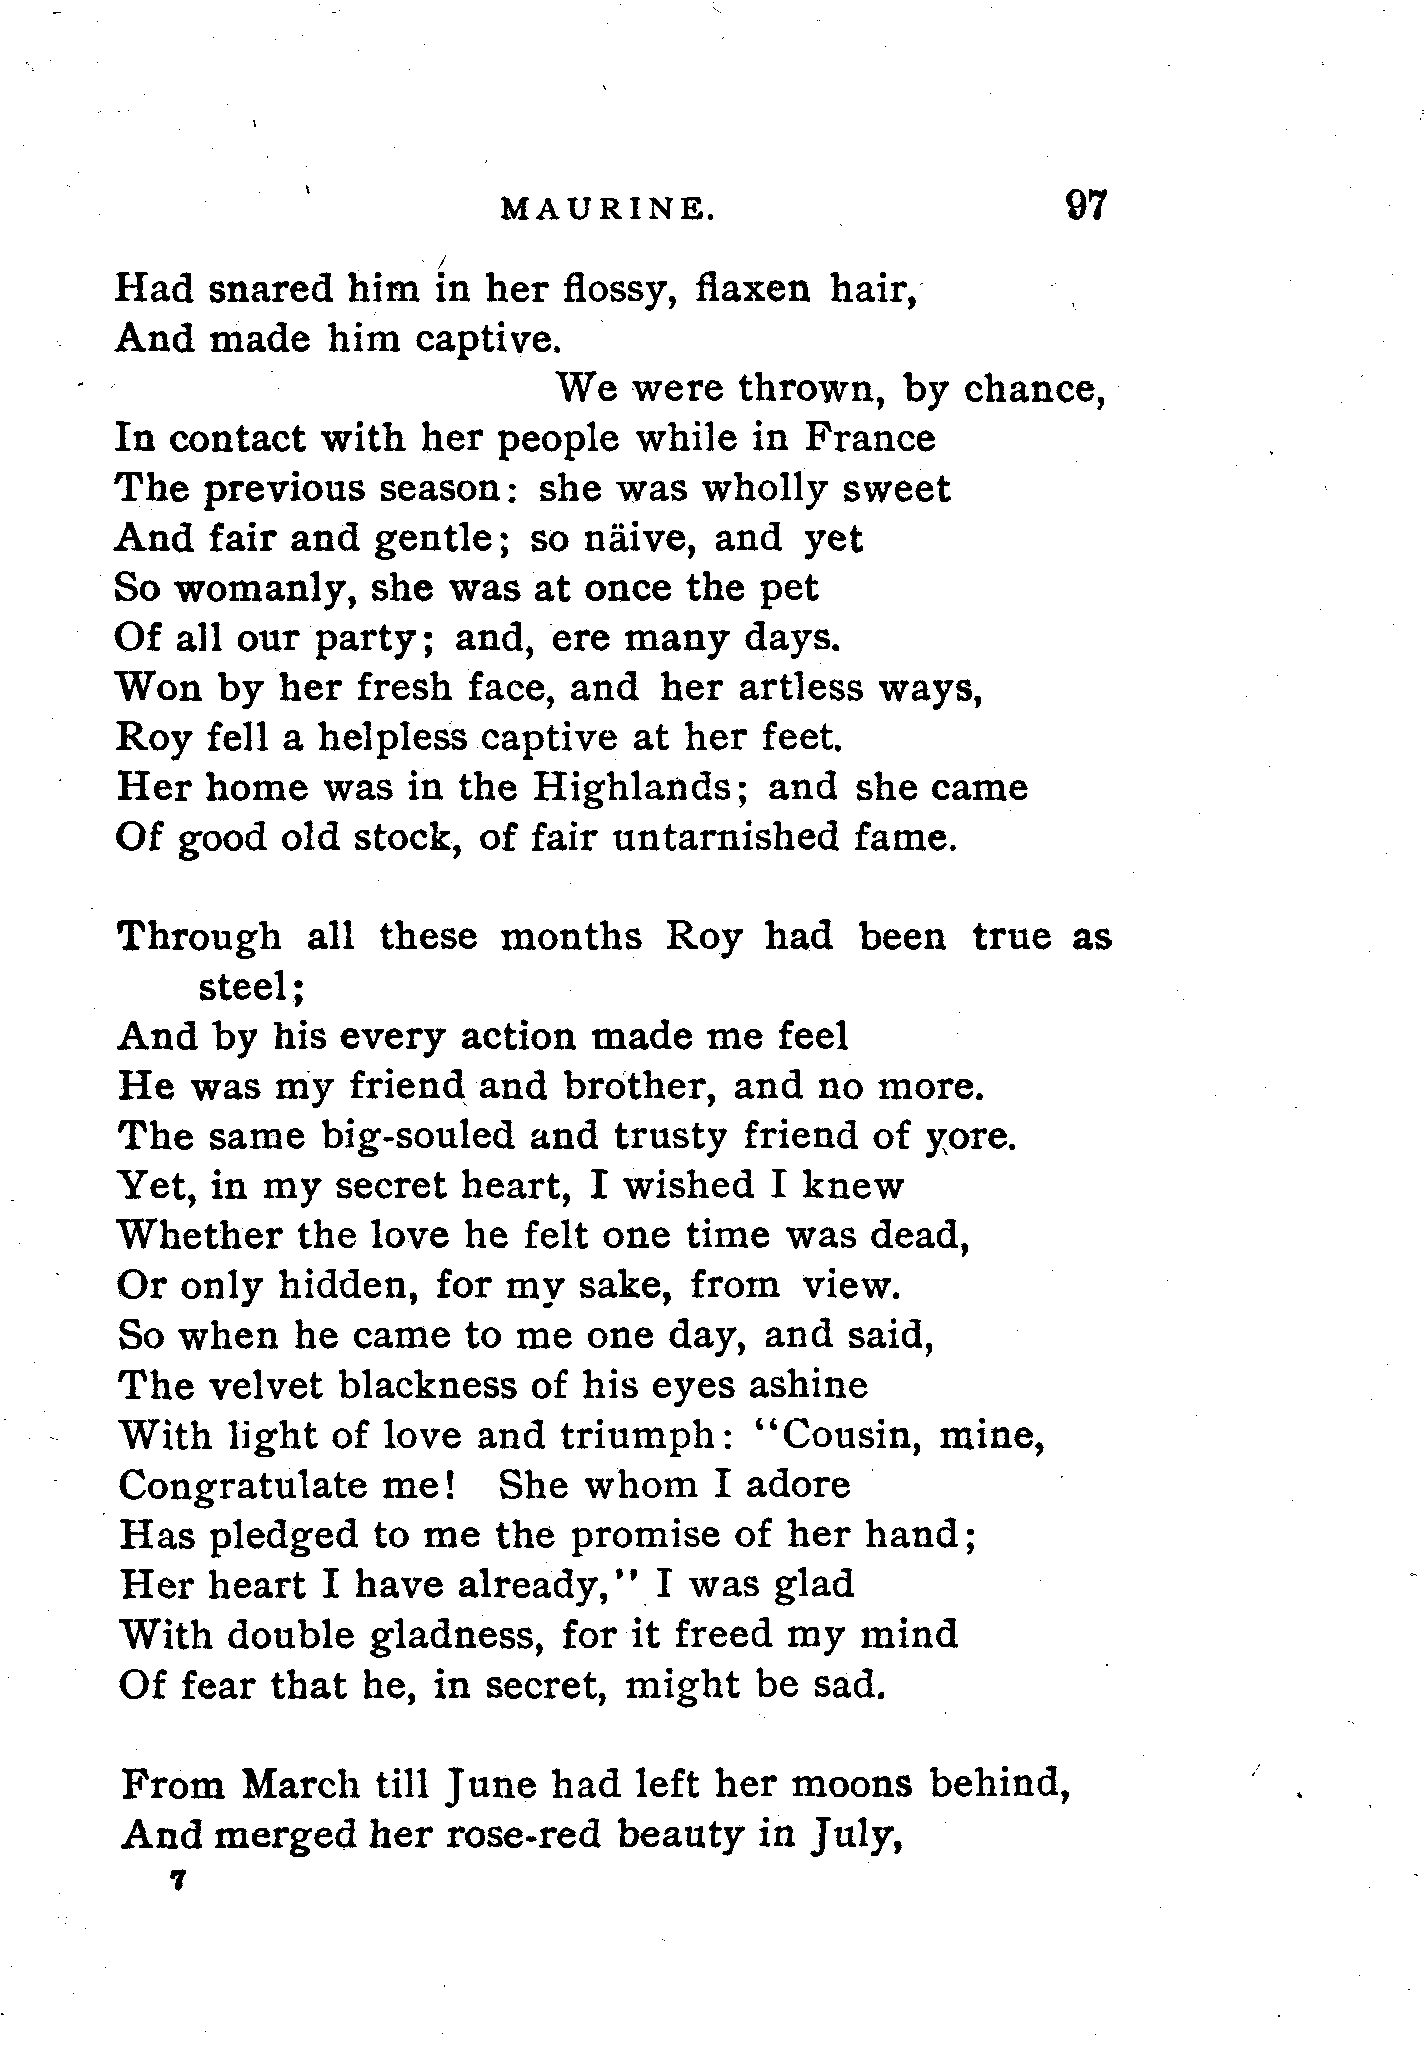 MAURINE. 97
Had snared him in her flossy, flaxen hair,
And made him captive.
We were thrown, by chance,
In contact with her people while in France
The previous season: she was wholly sweet
And fair and gentle; so näive, and yet
So womanly, she was at once the pet
Of all our party; and, ere many days.
Won by her fresh face, and her artless ways,
Roy fell a helpless captive at her feet.
Her home was in the Highlands; and she came
Of good old stock, of fair untarnished fame.
Through all these months Roy had been true as
steel;
And by his every action made me feel
He was my friend and brother, and no more.
The same big-souled and trusty friend of yore.
Yet, in my secret heart, I wished I knew
Whether the love he felt one time was dead,
Or only hidden, for my sake, from view.
So when he came to me one day, and said,
The velvet blackness of his eyes ashine
With light of love and triumph: "Cousin, mine,
Congratulate me! She whom I adore
Has pledged to me the promise of her hand;
Her heart I have already," I was glad
With double gladness, for it freed my mind
Of fear that he, in secret, might be sad.
From March till June had left her moons behind,
And merged her rose-red beauty in July,
7